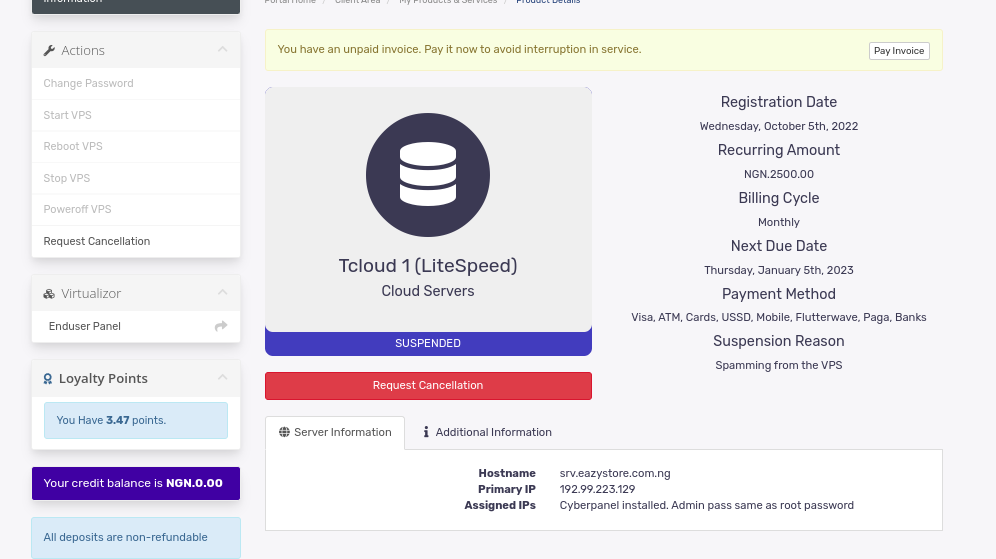 Information
Portal Home / Client Area / My Products & Services / Product Details
Actions
Change Password
Start VPS
Reboot VPS
Stop VPS
Poweroff VPS
Request Cancellation
Virtualizor
Enduser Panel
Loyalty Points
You Have 3.47 points.
Your credit balance is NGN.0.00
All deposits are non-refundable
You have an unpaid invoice. Pay it now to avoid interruption in service.
Pay Invoice
Tcloud 1 (LiteSpeed)
Cloud Servers
SUSPENDED
Request Cancellation
Registration Date
Wednesday, October 5th, 2022
Recurring Amount
NGN.2500.00
Billing Cycle
Monthly
Next Due Date
Thursday, January 5th, 2023
Payment Method
Visa, ATM, Cards, USSD, Mobile, Flutterwave, Paga, Banks
Suspension Reason
Spamming from the VPS
Server Information
Additional Information
Hostname srv.eazystore.com.ng
Primary IP 192.99.223.129
Assigned IPs Cyberpanel installed. Admin pass same as root password